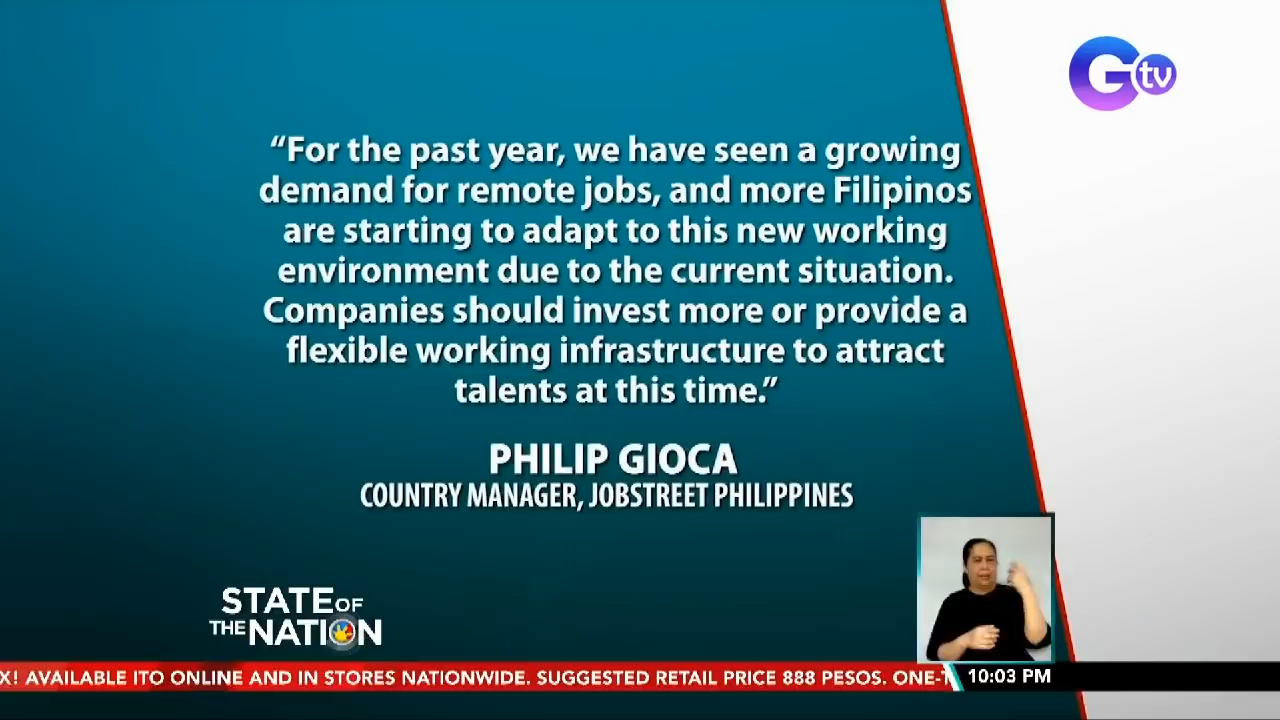 Gtv
“For the past year, we have seen a growing
demand for remote jobs, and more Filipinos
are starting to adapt to this new working
environment due to the current situation.
Companies should invest more or provide a
flexible working infrastructure to attract
talents at this time.”
PHILIP GIOCA
COUNTRY MANAGER, JOBSTREET PHILIPPINES
STATE OF
THE NATION
X! AVAILABLE ITO ONLINE AND IN STORES NATIONWIDE. SUGGESTED RETAIL PRICE 888 PESOS. ONE-T 10:03 PM